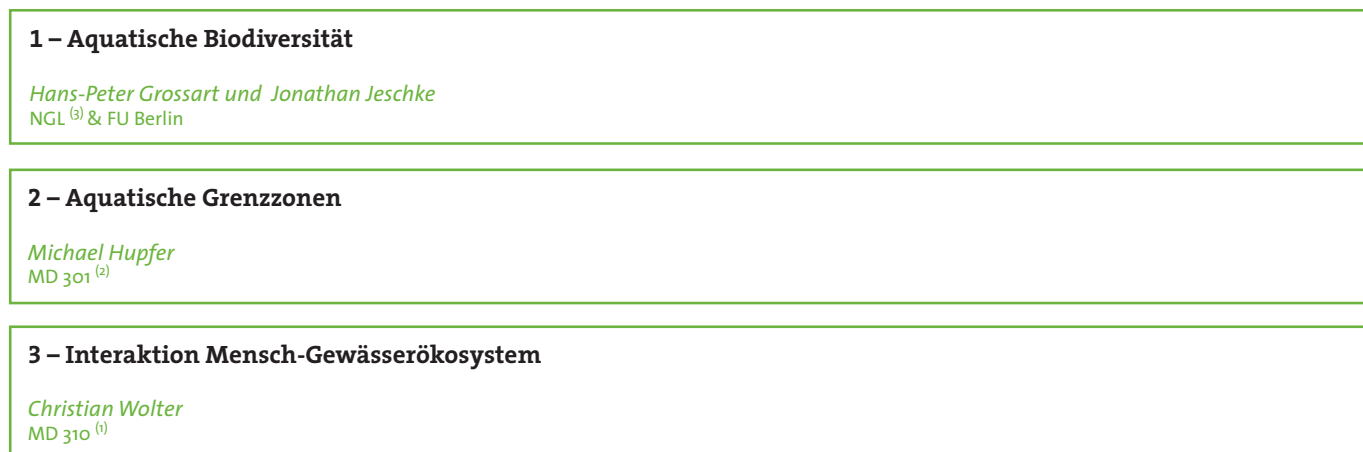 1 – Aquatische Biodiversität
Hans-Peter Grossart und Jonathan Jeschke
NGL (3) & FU Berlin
2 – Aquatische Grenzzonen
Michael Hupfer
MD 301 (2)
3 – Interaktion Mensch-Gewässerökosystem
Christian Wolter
MD 310 (1)